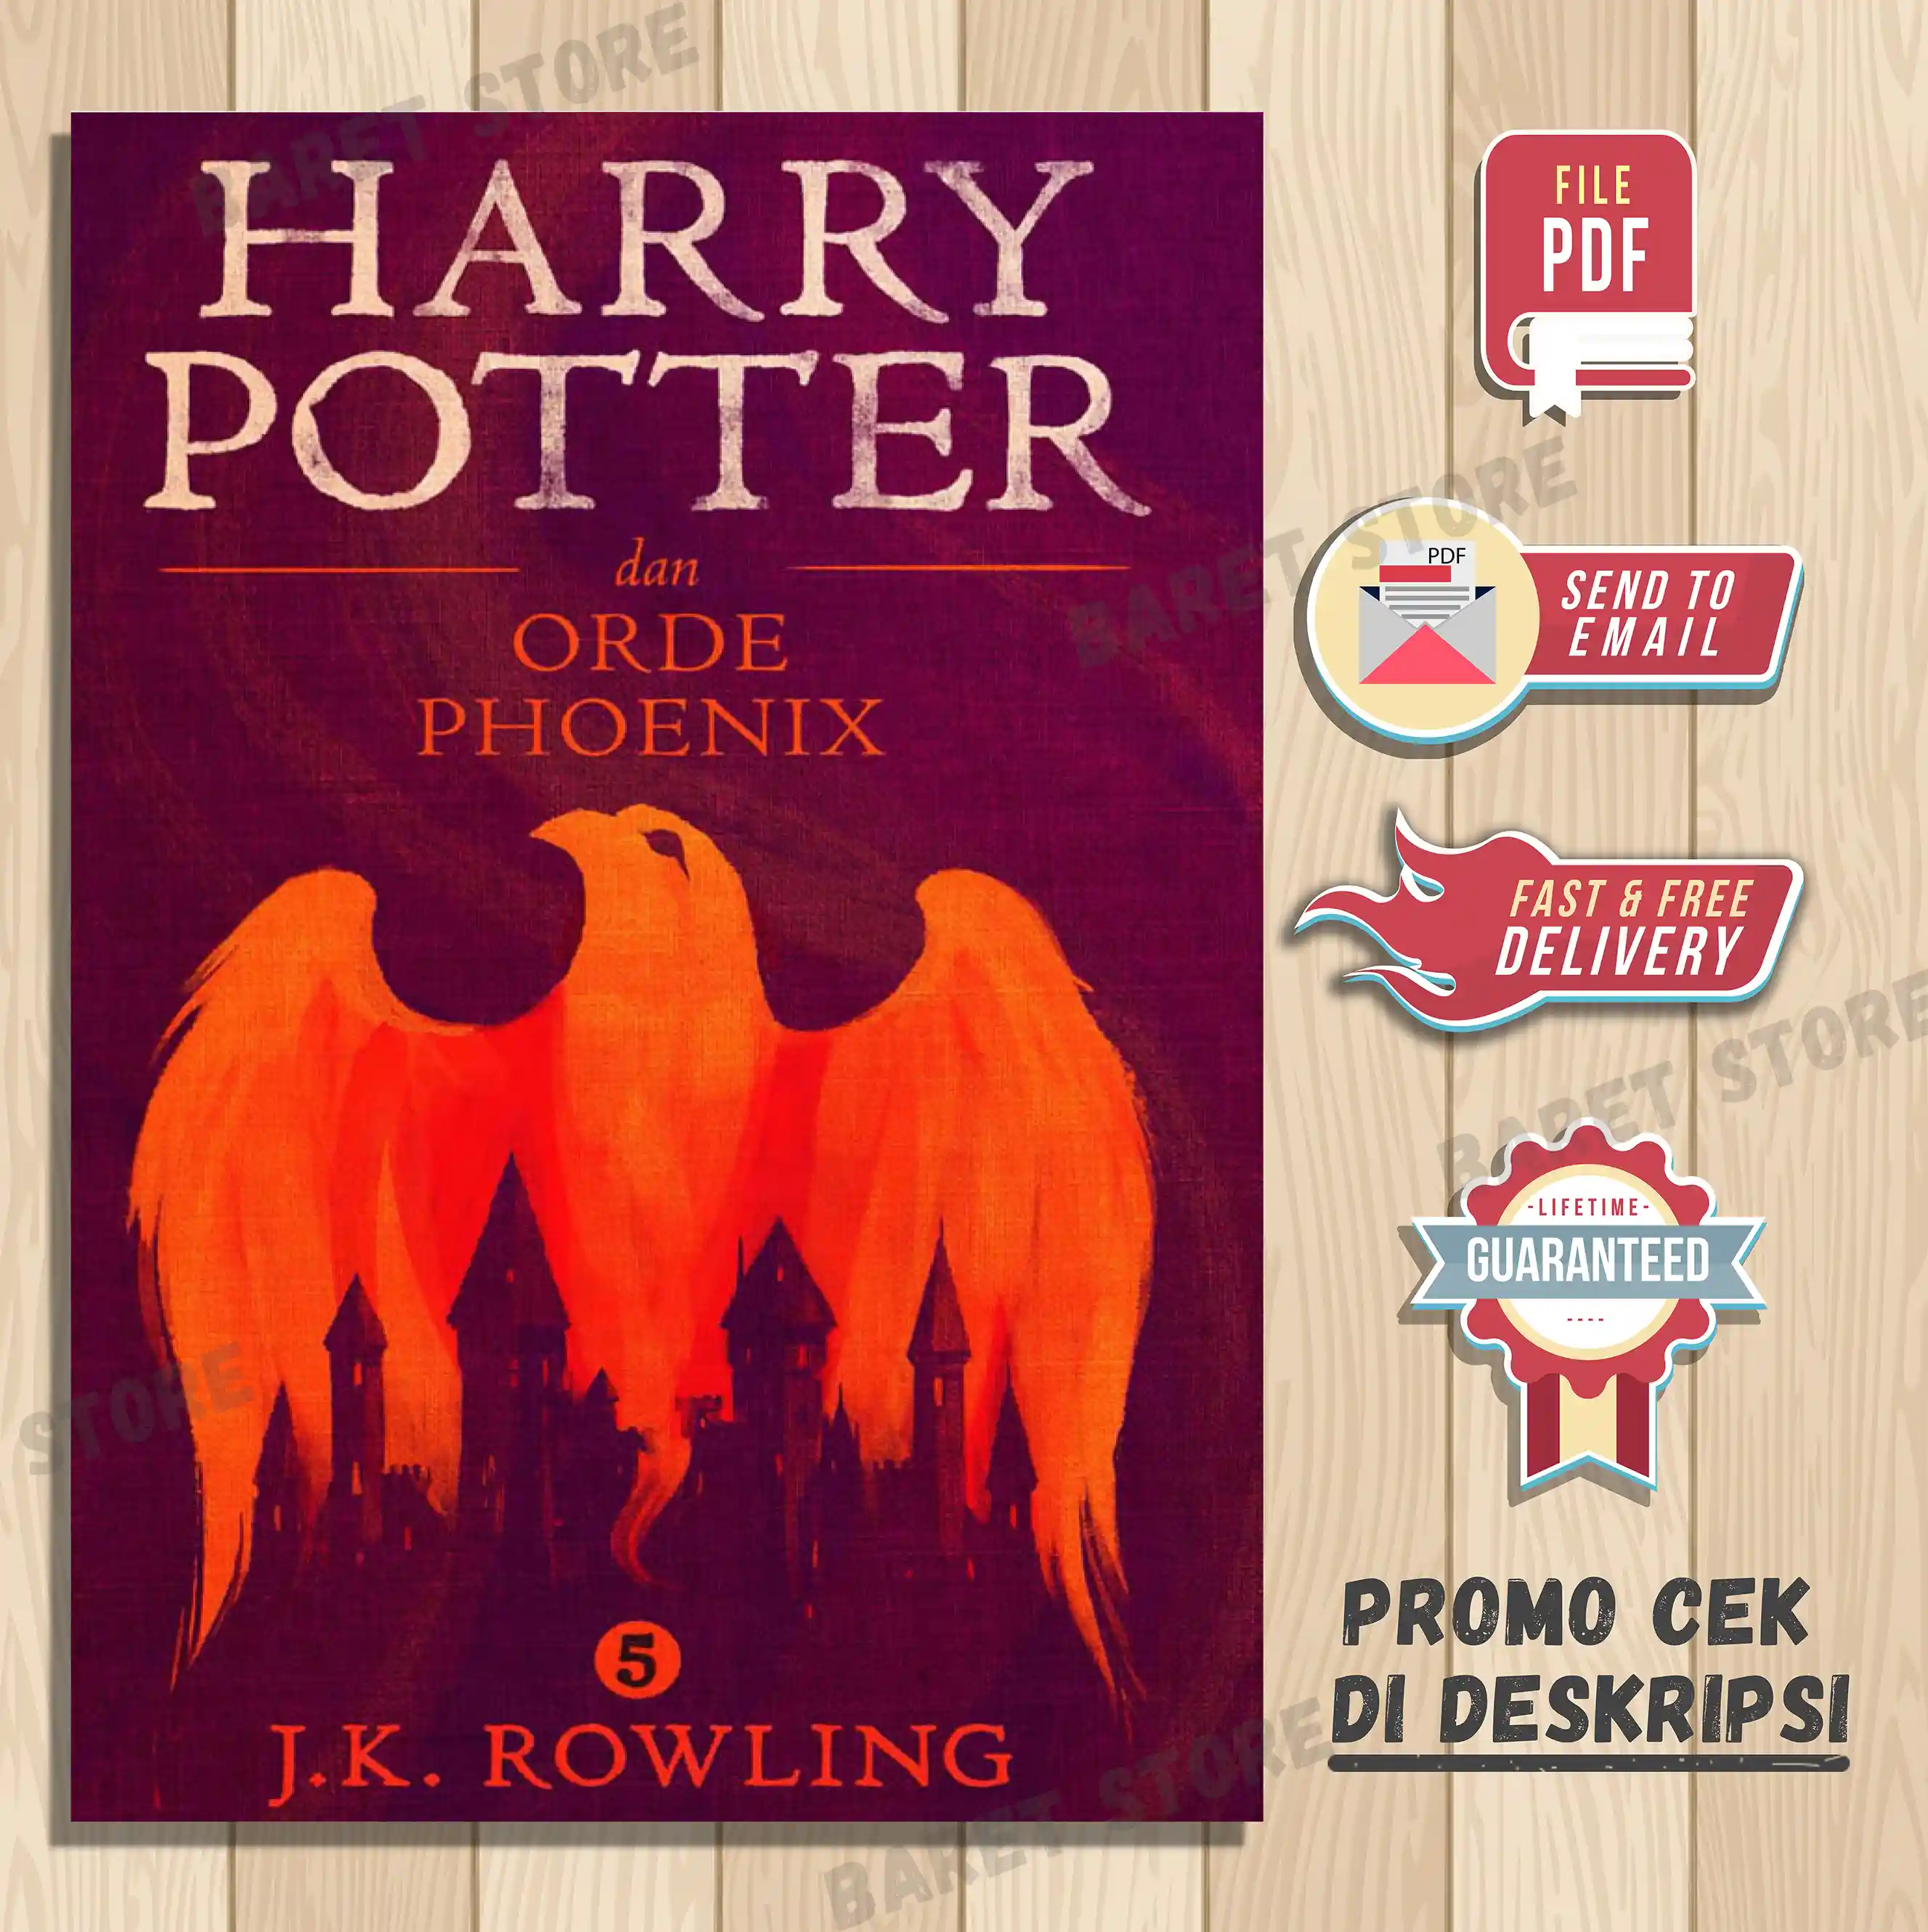 HARRY
POTTER
dan
ORDE
PHOENIX
5
J.K. ROWLING
FILE
PDF
PDF
SEND TO
EMAIL
FAST & FREE
DELIVERY
-LIFETIME-
GUARANTEED
----
PROMO CEK
DI DESKRIPSI
BARET STORE
BARET STORE
BARET STORE
STORE
BARET STORE